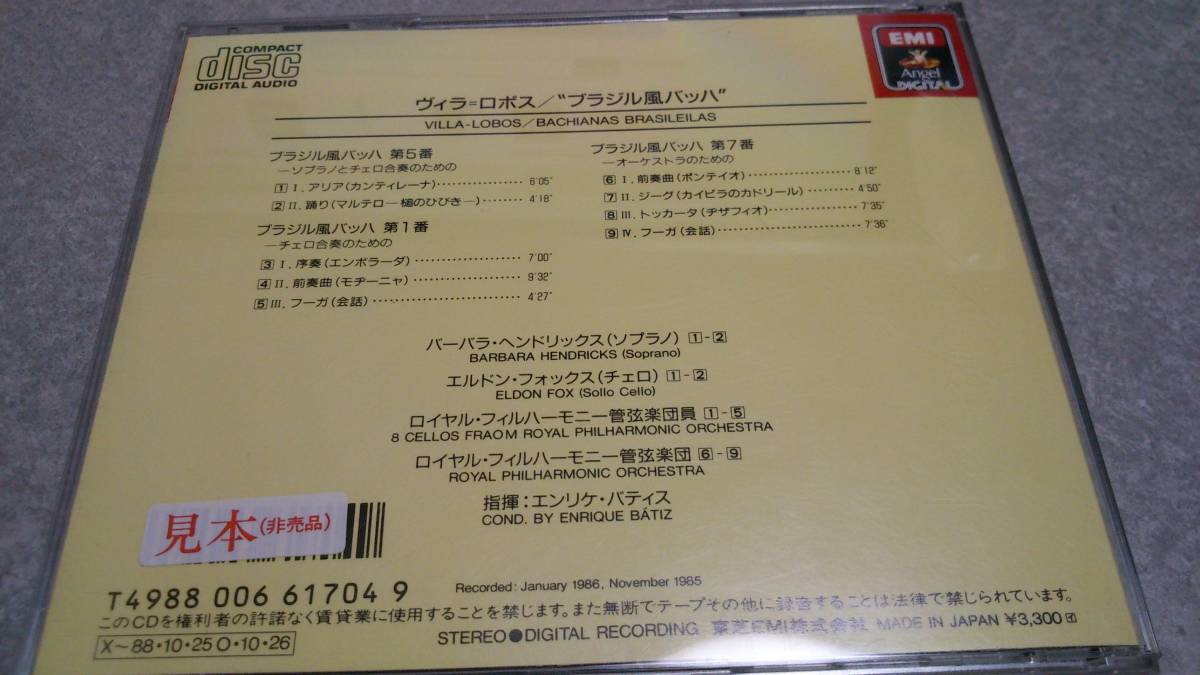 COMPACT
disc
DIGITAL AUDIO
EMI
Angel
DIGITAL
ヴィラ=ロボス/“ブラジル風バッハ”
VILLA-LOBOS/BACHIANAS BRASILEILAS
ブラジル風バッハ 第5番
—ソプラノとチェロ合奏のための
1 I. アリア(カンティレーナ)‥‥‥‥‥ 6'05"
2 II. 踊り(マルテロ—槌のひびき—)‥‥‥‥ 4'18"
ブラジル風バッハ 第1番
—チェロ合奏のための
3 I. 序奏(エンボラーダ)‥‥‥‥‥‥ 7'00"
4 II. 前奏曲(モヂーニャ)‥‥‥‥‥‥ 9'32"
5 III. フーガ(会話)‥‥‥‥‥‥‥‥ 4'27"
ブラジル風バッハ 第7番
—オーケストラのための
6 I. 前奏曲(ポンテイオ)‥‥‥‥‥‥ 8'12"
7 II. ジーグ(カイピラのカドリール)‥‥‥ 4'50"
8 III. トッカータ(デザフィオ)‥‥‥‥‥ 7'35"
9 IV. フーガ(会話)‥‥‥‥‥‥‥‥ 7'36"
バーバラ・ヘンドリックス(ソプラノ) 1-2
BARBARA HENDRICKS (Soprano)
エルドン・フォックス(チェロ) 1-2
ELDON FOX (Sollo Cello)
ロイヤル・フィルハーモニー管弦楽団員 1-5
8 CELLOS FRAOM ROYAL PHILHARMONIC ORCHESTRA
ロイヤル・フィルハーモニー管弦楽団 6-9
ROYAL PHILHARMONIC ORCHESTRA
指揮:エンリケ・バティス
COND. BY ENRIQUE BÁTIZ
見本(非売品)
T4988 006 61704 9
Recorded: January 1986, November 1985
このCDを権利者の許諾なく賃貸業に使用することを禁じます。また無断でテープその他に録音することは法律で禁じられています。
STEREO●DIGITAL RECORDING 東芝EMI株式会社 MADE IN JAPAN ¥3,300
X〜88・10・25 O・10・26